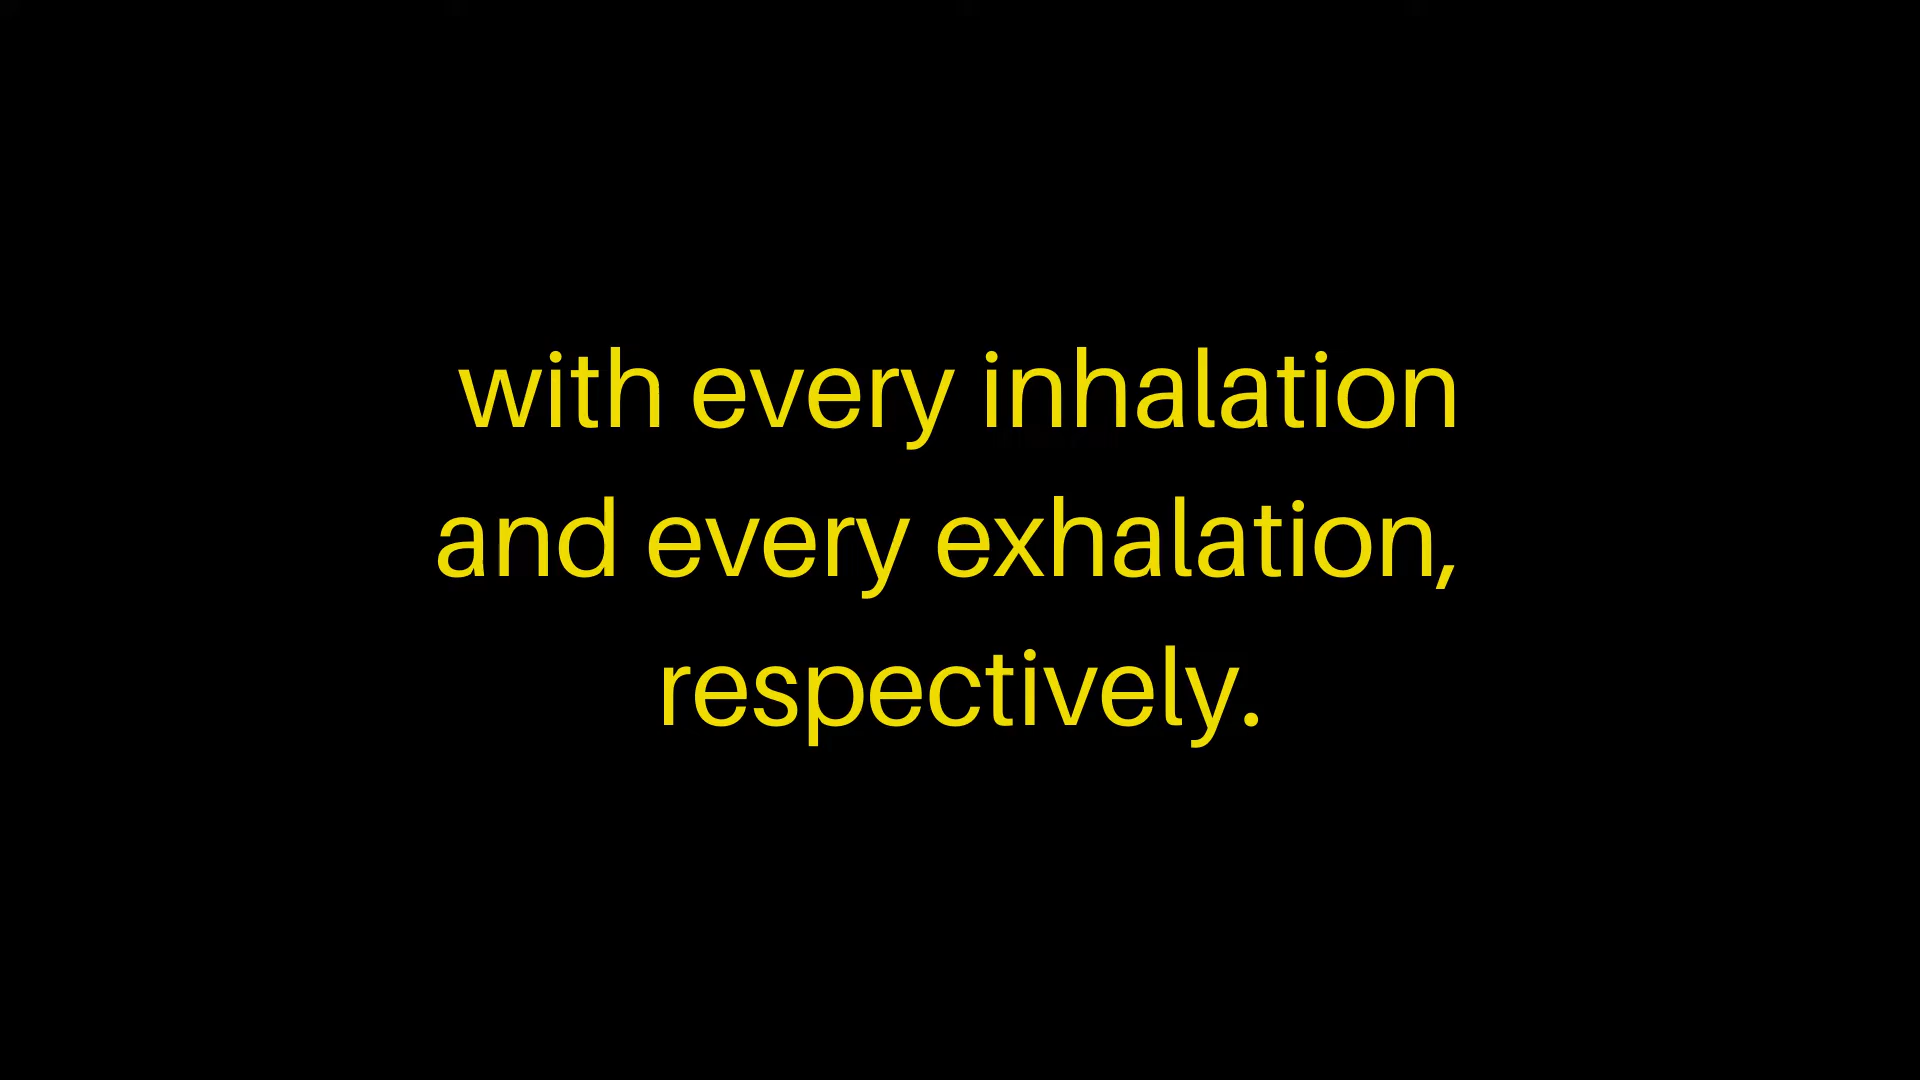 with every inhalation
and every exhalation,
respectively.